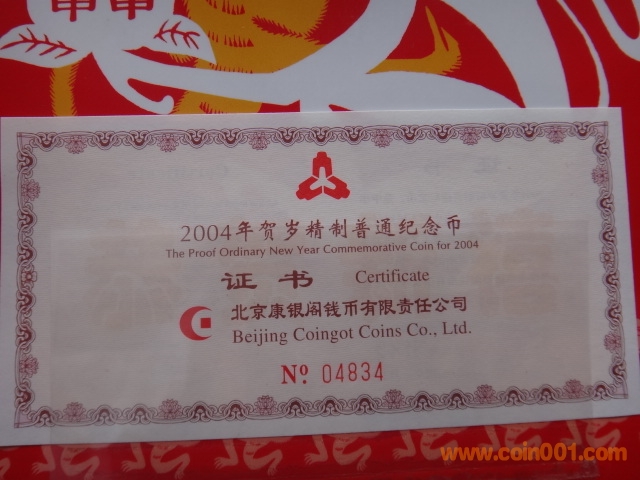 申申
2004年贺岁精制普通纪念币
The Proof Ordinary New Year Commemorative Coin for 2004
证书 Certificate
北京康银阁钱币有限责任公司
Beijing Coingot Coins Co., Ltd.
Nº 04834
www.coin001.com